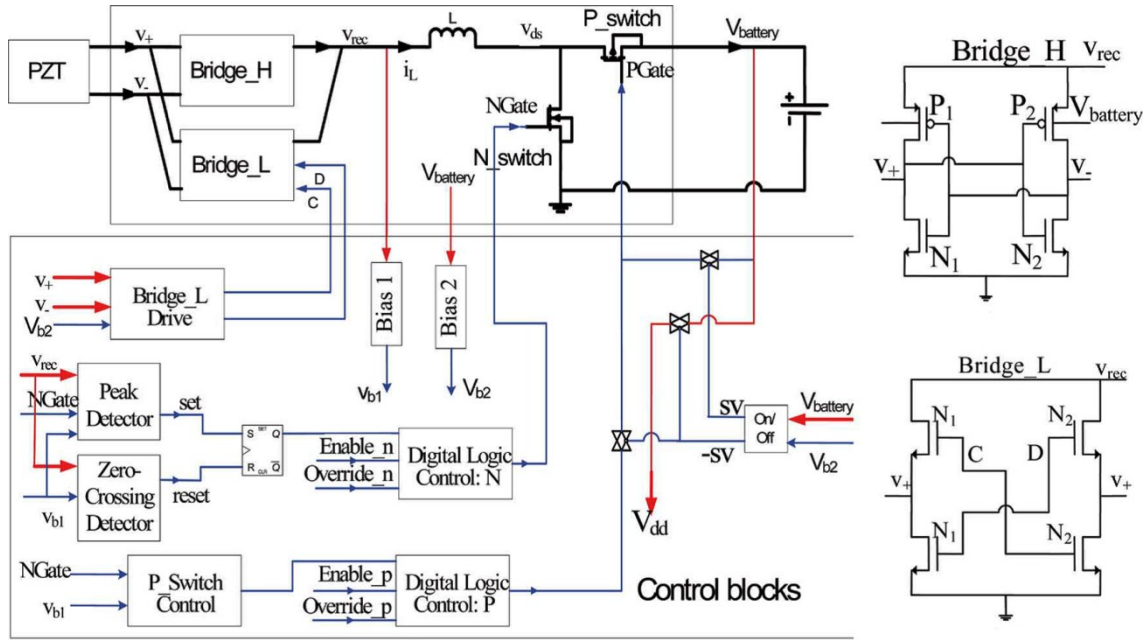 PZT
v+
v-
Bridge_H
Bridge_L
D
C
vrec
iL
L
vds
P_switch
PGate
NGate
N_switch
Vbattery
+
-
Vbattery
v+
v-
Vb2
Bridge_L
Drive
Bias 1
Bias 2
vb1
Vb2
vrec
NGate
Peak
Detector
set
Zero-
Crossing
Detector
reset
vb1
S SET Q
R CLR Q̅
Enable_n
Override_n
Digital Logic
Control: N
NGate
vb1
P_Switch
Control
Enable_p
Override_p
Digital Logic
Control: P
SV
-SV
On/
Off
Vbattery
Vb2
Vdd
Control blocks
Bridge_H
vrec
P1
P2
Vbattery
v+
v-
N1
N2
Bridge_L
vrec
N1
N2
C
D
v+
v+
N1
N2